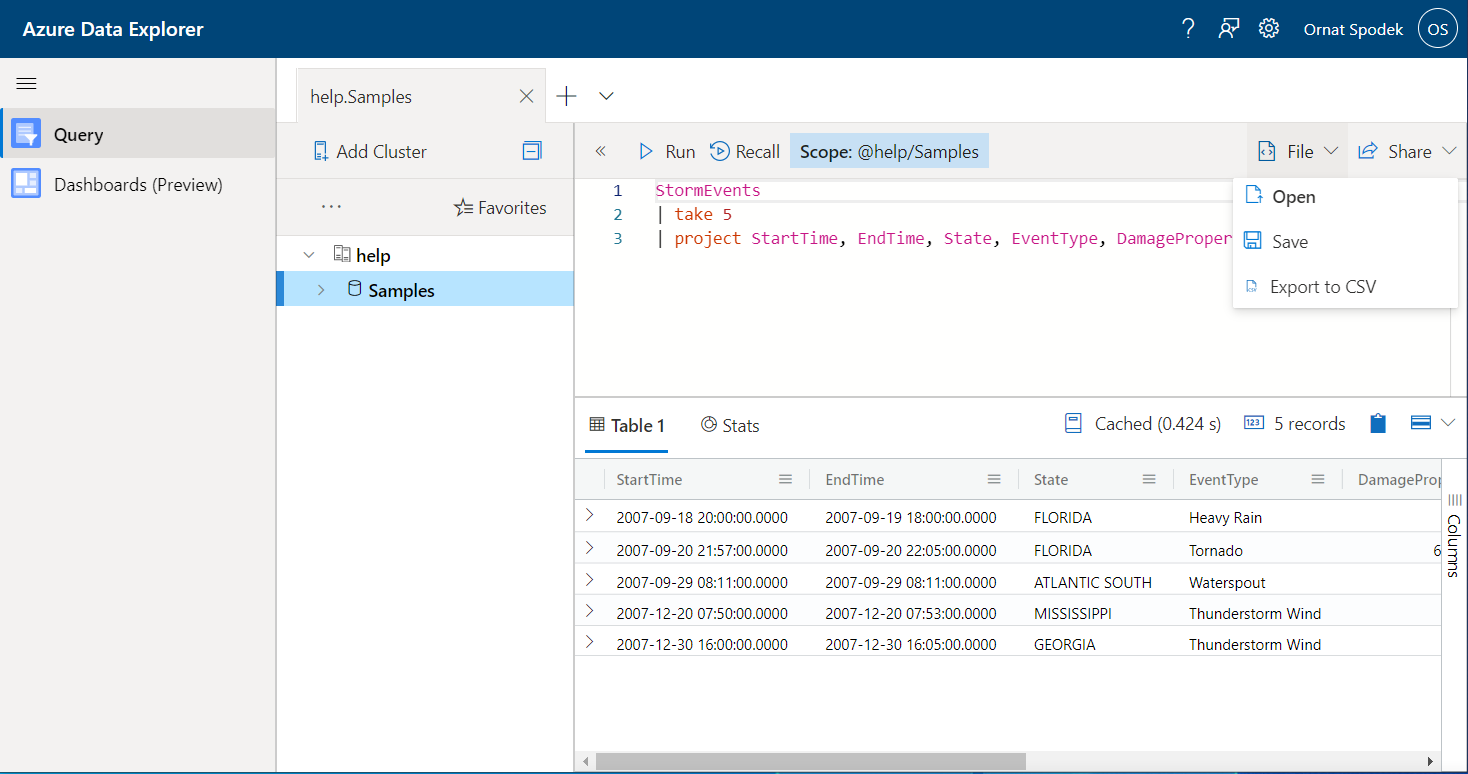 Azure Data Explorer
? Ornat Spodek OS
help.Samples
Query
Dashboards (Preview)
Add Cluster
... Favorites
help
Samples
« Run Recall Scope: @help/Samples File Share
1 StormEvents
2 | take 5
3 | project StartTime, EndTime, State, EventType, DamageProper
Open
Save
Export to CSV
Table 1 Stats Cached (0.424 s) 123 5 records
StartTime EndTime State EventType DamageProp
2007-09-18 20:00:00.0000 2007-09-19 18:00:00.0000 FLORIDA Heavy Rain
2007-09-20 21:57:00.0000 2007-09-20 22:05:00.0000 FLORIDA Tornado 6
2007-09-29 08:11:00.0000 2007-09-29 08:11:00.0000 ATLANTIC SOUTH Waterspout
2007-12-20 07:50:00.0000 2007-12-20 07:53:00.0000 MISSISSIPPI Thunderstorm Wind
2007-12-30 16:00:00.0000 2007-12-30 16:05:00.0000 GEORGIA Thunderstorm Wind
Columns